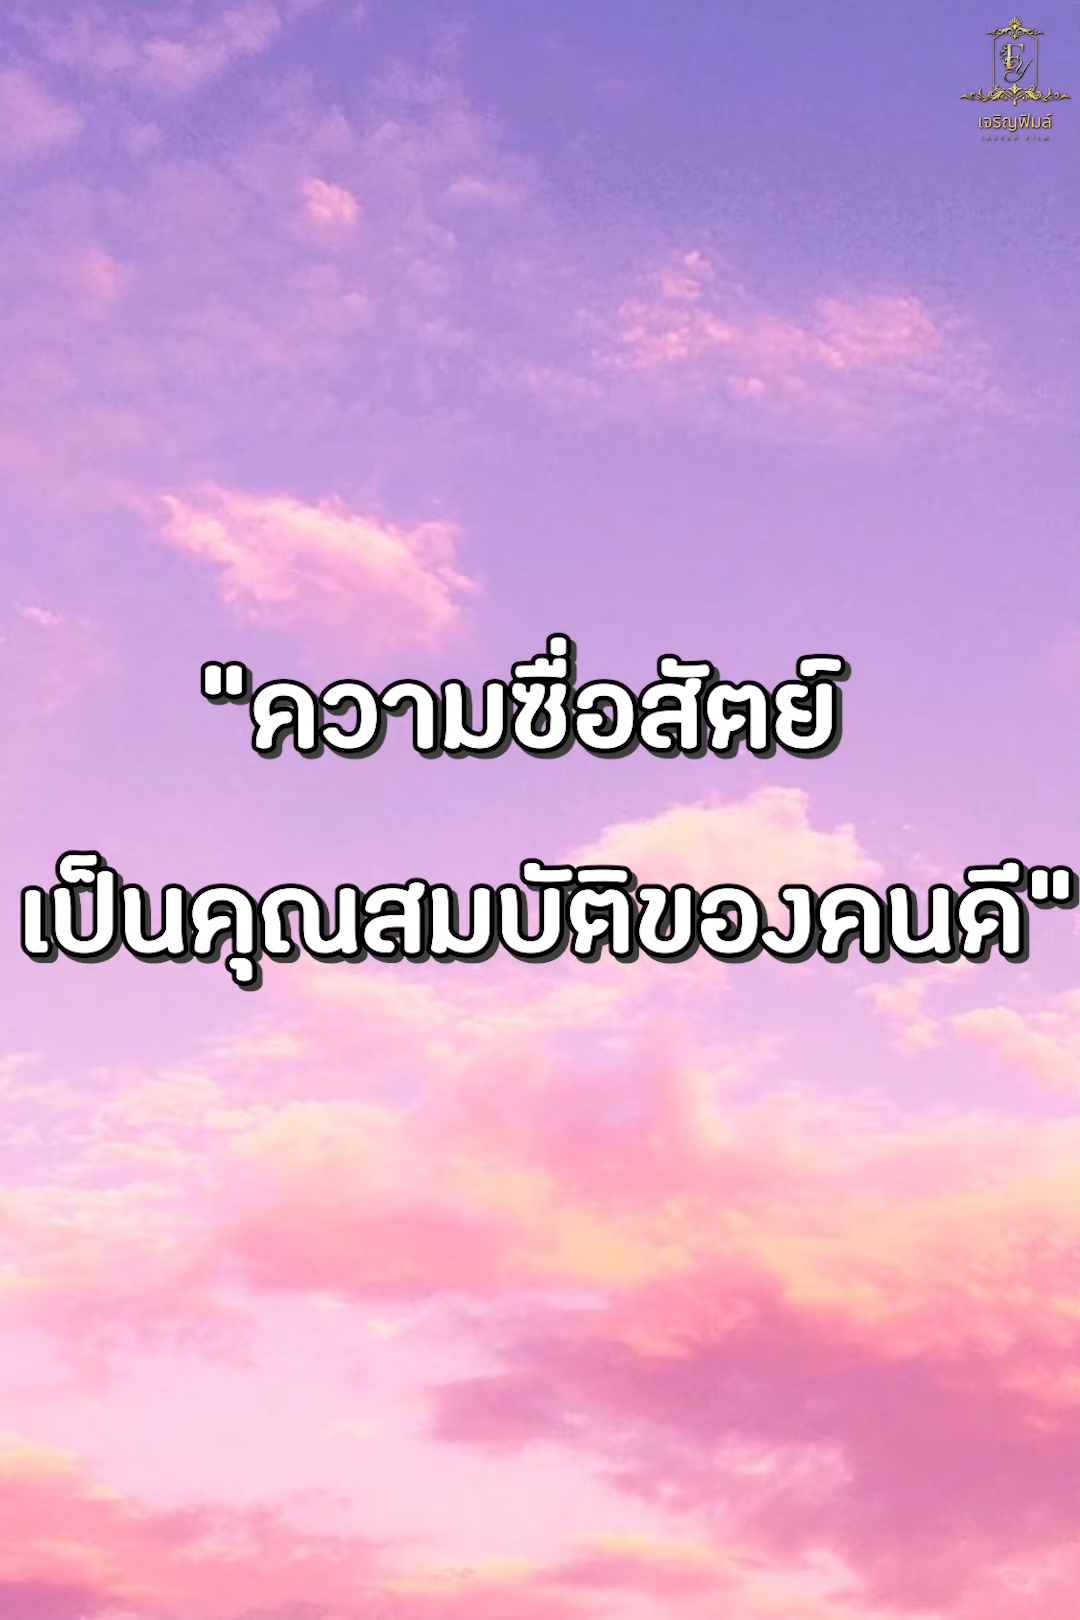 เจริญฟิมล์
"ความซื่อสัตย์
เป็นคุณสมบัติของคนดี"